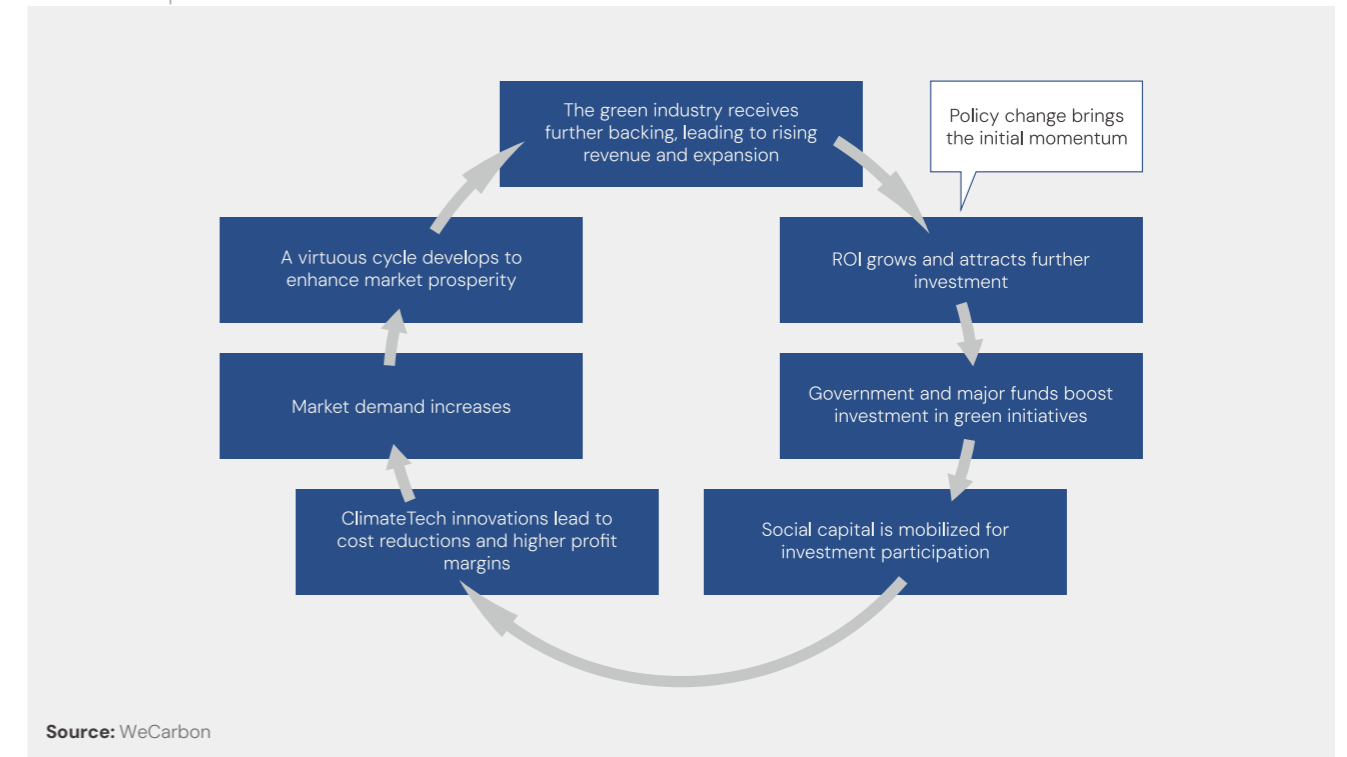 The green industry receives
further backing, leading to rising
revenue and expansion
Policy change brings
the initial momentum
ROI grows and attracts further
investment
Government and major funds boost
investment in green initiatives
Social capital is mobilized for
investment participation
ClimateTech innovations lead to
cost reductions and higher profit
margins
Market demand increases
A virtuous cycle develops to
enhance market prosperity
Source: WeCarbon